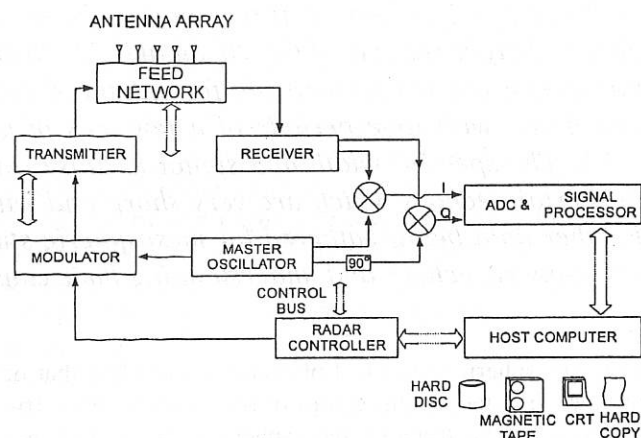 ANTENNA ARRAY
FEED
NETWORK
TRANSMITTER
RECEIVER
I
Q
ADC &
SIGNAL
PROCESSOR
MODULATOR
MASTER
OSCILLATOR
90°
CONTROL
BUS
RADAR
CONTROLLER
HOST COMPUTER
HARD
DISC
MAGNETIC
TAPE
CRT
HARD
COPY